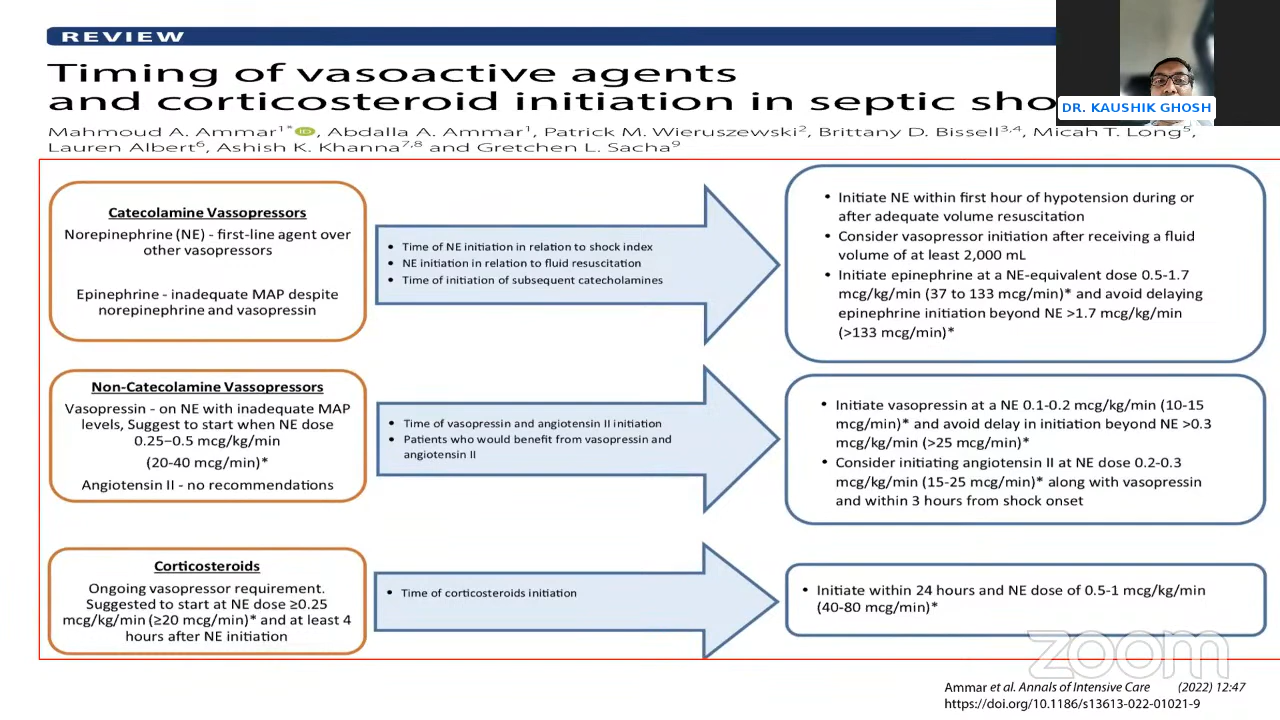 REVIEW
Timing of vasoactive agents
and corticosteroid initiation in septic sho
DR. KAUSHIK GHOSH
Mahmoud A. Ammar1* iD, Abdalla A. Ammar1, Patrick M. Wieruszewski2, Brittany D. Bissell3,4, Micah T. Long5,
Lauren Albert6, Ashish K. Khanna7,8 and Gretchen L. Sacha9
Catecolamine Vassopressors
Norepinephrine (NE) - first-line agent over
other vasopressors
Epinephrine - inadequate MAP despite
norepinephrine and vasopressin
• Time of NE initiation in relation to shock index
• NE initiation in relation to fluid resuscitation
• Time of initiation of subsequent catecholamines
• Initiate NE within first hour of hypotension during or
after adequate volume resuscitation
• Consider vasopressor initiation after receiving a fluid
volume of at least 2,000 mL
• Initiate epinephrine at a NE-equivalent dose 0.5-1.7
mcg/kg/min (37 to 133 mcg/min)* and avoid delaying
epinephrine initiation beyond NE >1.7 mcg/kg/min
(>133 mcg/min)*
Non-Catecolamine Vassopressors
Vasopressin - on NE with inadequate MAP
levels, Suggest to start when NE dose
0.25–0.5 mcg/kg/min
(20-40 mcg/min)*
Angiotensin II - no recommendations
• Time of vasopressin and angiotensin II initiation
• Patients who would benefit from vasopressin and
angiotensin II
• Initiate vasopressin at a NE 0.1-0.2 mcg/kg/min (10-15
mcg/min)* and avoid delay in initiation beyond NE >0.3
mcg/kg/min (>25 mcg/min)*
• Consider initiating angiotensin II at NE dose 0.2-0.3
mcg/kg/min (15-25 mcg/min)* along with vasopressin
and within 3 hours from shock onset
Corticosteroids
Ongoing vasopressor requirement.
Suggested to start at NE dose ≥0.25
mcg/kg/min (≥20 mcg/min)* and at least 4
hours after NE initiation
• Time of corticosteroids initiation
• Initiate within 24 hours and NE dose of 0.5-1 mcg/kg/min
(40-80 mcg/min)*
zoom
Ammar et al. Annals of Intensive Care (2022) 12:47
https://doi.org/10.1186/s13613-022-01021-9